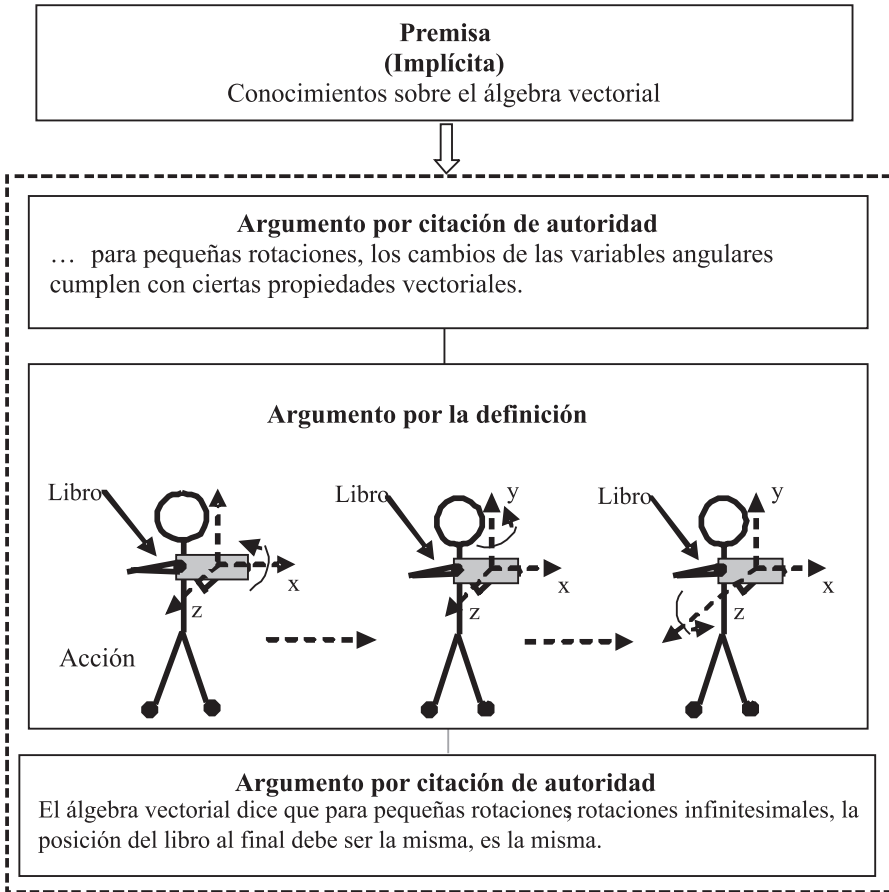 Premisa
(Implícita)
Conocimientos sobre el álgebra vectorial
Argumento por citación de autoridad
… para pequeñas rotaciones, los cambios de las variables angulares
cumplen con ciertas propiedades vectoriales.
Argumento por la definición
Libro
x
z
Libro
y
x
z
Libro
y
x
z
Acción
Argumento por citación de autoridad
El álgebra vectorial dice que para pequeñas rotaciones; rotaciones infinitesimales, la
posición del libro al final debe ser la misma, es la misma.